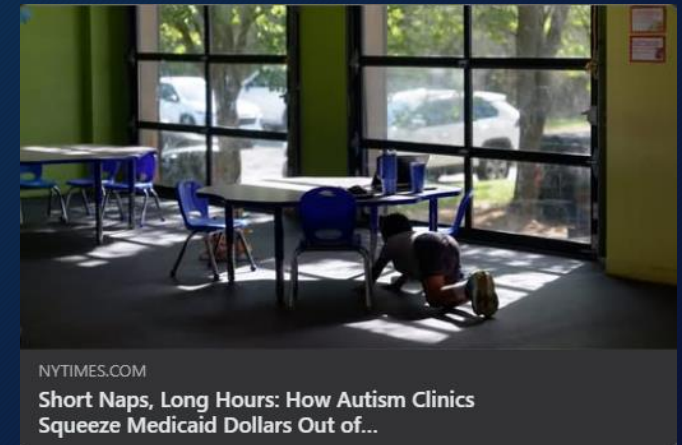 NYTIMES.COM
Short Naps, Long Hours: How Autism Clinics
Squeeze Medicaid Dollars Out of...